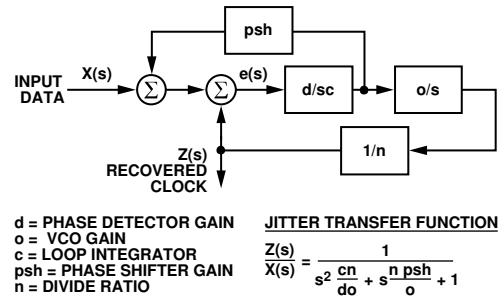 psh
X(s)
INPUT
DATA
Σ
Σ
e(s)
d/sc
o/s
1/n
Z(s)
RECOVERED
CLOCK
d = PHASE DETECTOR GAIN
o = VCO GAIN
c = LOOP INTEGRATOR
psh = PHASE SHIFTER GAIN
n = DIVIDE RATIO
JITTER TRANSFER FUNCTION
Z(s)/X(s) = 1/(s² cn/do + s n psh/o + 1)